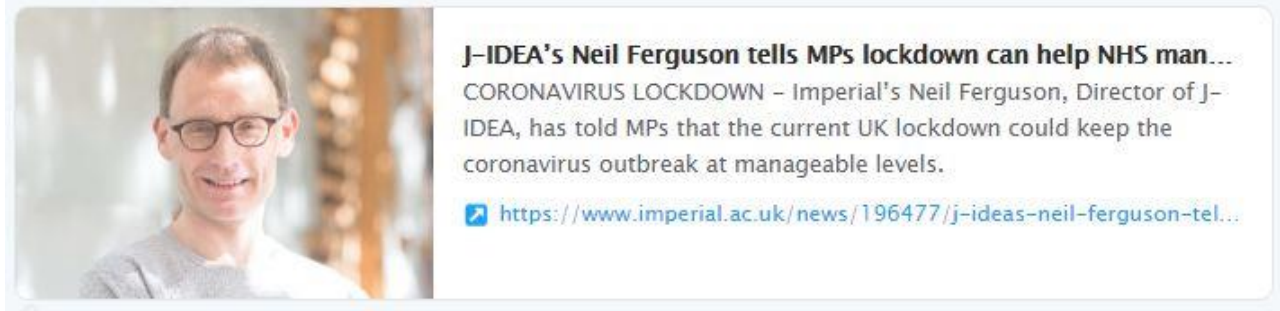 J-IDEA's Neil Ferguson tells MPs lockdown can help NHS man...
CORONAVIRUS LOCKDOWN – Imperial's Neil Ferguson, Director of J-
IDEA, has told MPs that the current UK lockdown could keep the
coronavirus outbreak at manageable levels.
https://www.imperial.ac.uk/news/196477/j-ideas-neil-ferguson-tel...